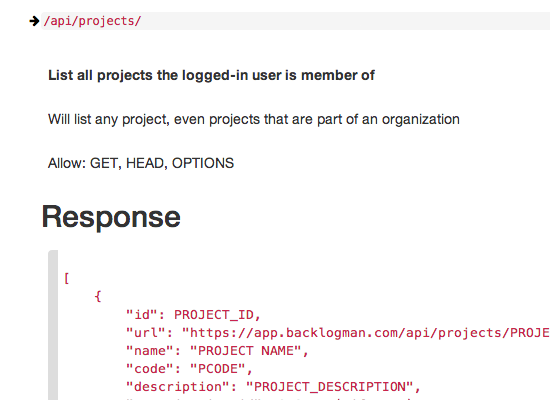 /api/projects/
List all projects the logged-in user is member of
Will list any project, even projects that are part of an organization
Allow: GET, HEAD, OPTIONS
Response
[
{
"id": PROJECT_ID,
"url": "https://app.backlogman.com/api/projects/PROJE
"name": "PROJECT NAME",
"code": "PCODE",
"description": "PROJECT_DESCRIPTION",